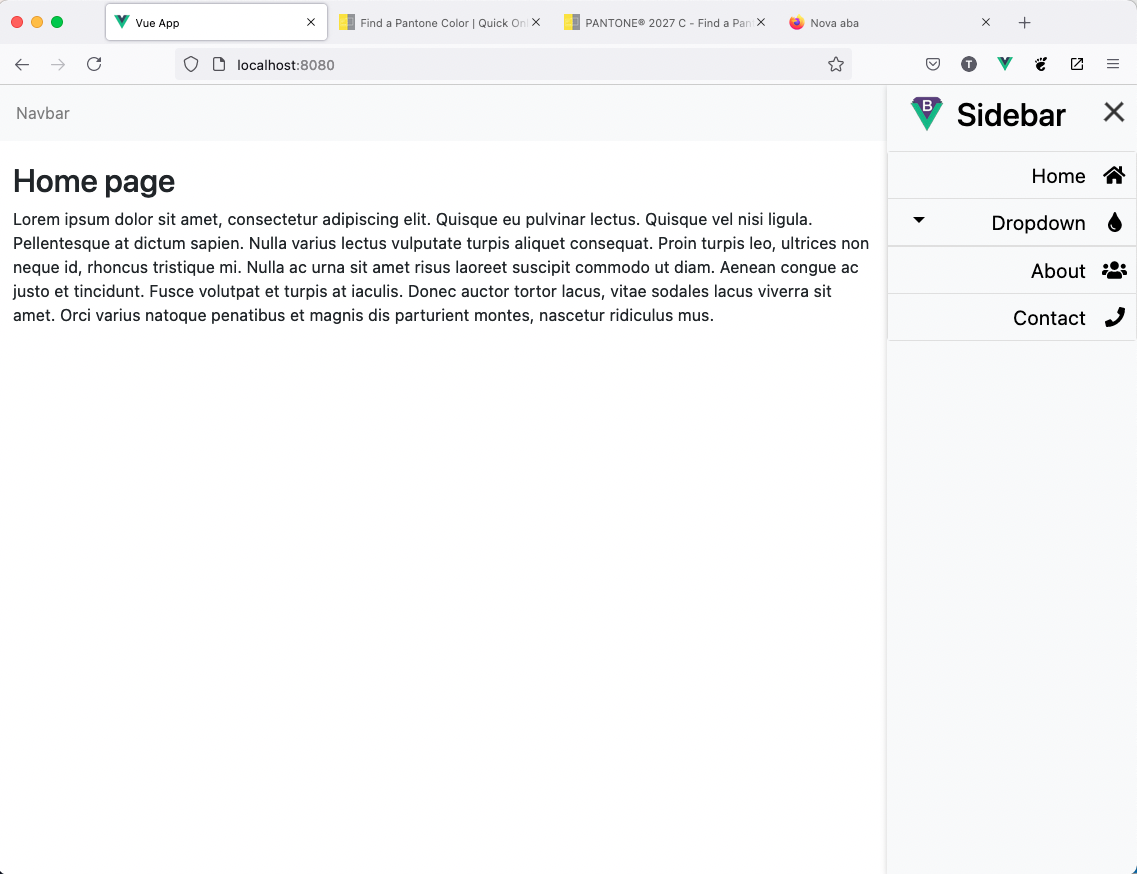 Vue App
Find a Pantone Color | Quick Onl
PANTONE® 2027 C - Find a Pant
Nova aba
localhost:8080
T
Navbar
B
Sidebar
Home page
Lorem ipsum dolor sit amet, consectetur adipiscing elit. Quisque eu pulvinar lectus. Quisque vel nisi ligula.
Pellentesque at dictum sapien. Nulla varius lectus vulputate turpis aliquet consequat. Proin turpis leo, ultrices non
neque id, rhoncus tristique mi. Nulla ac urna sit amet risus laoreet suscipit commodo ut diam. Aenean congue ac
justo et tincidunt. Fusce volutpat et turpis at iaculis. Donec auctor tortor lacus, vitae sodales lacus viverra sit
amet. Orci varius natoque penatibus et magnis dis parturient montes, nascetur ridiculus mus.
Home
Dropdown
About
Contact